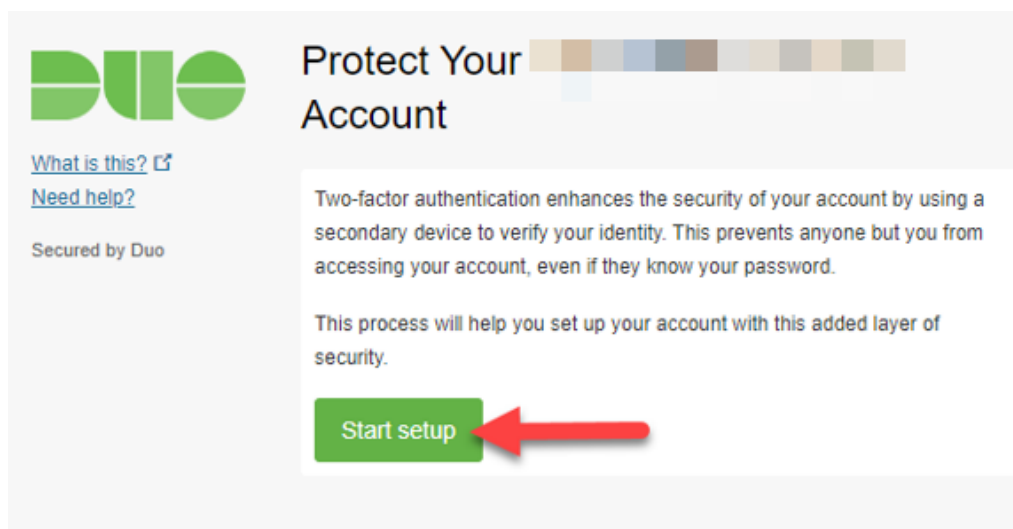 DUO
What is this?
Need help?
Secured by Duo
Protect Your
Account
Two-factor authentication enhances the security of your account by using a
secondary device to verify your identity. This prevents anyone but you from
accessing your account, even if they know your password.
This process will help you set up your account with this added layer of
security.
Start setup